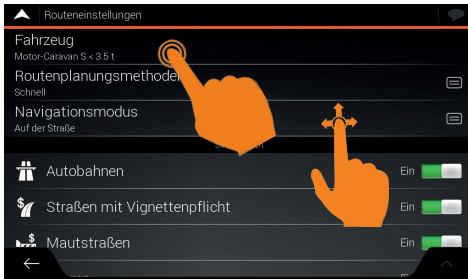 Routeneinstellungen
Fahrzeug
Motor-Caravan S < 3.5 t
Routenplanungsmethoden
Schnell
Navigationsmodus
Auf der Straße
Autobahnen Ein
$ Straßen mit Vignettenpflicht Ein
$ Mautstraßen Ein